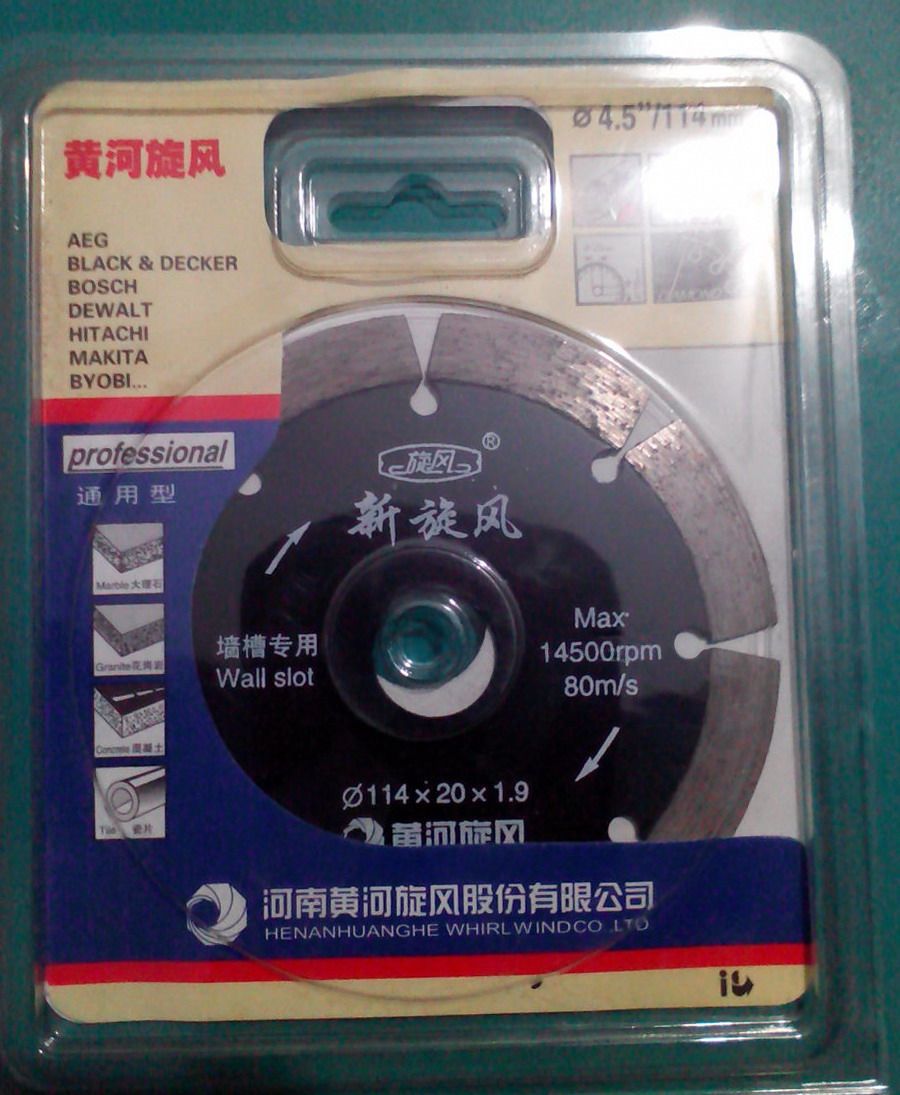 黄河旋风
ø 4.5"/114 mm
AEG
BLACK & DECKER
BOSCH
DEWALT
HITACHI
MAKITA
BYOBI...
professional
通用型
Marble 大理石
Granite 花岗岩
Concrete 混凝土
Tile 瓷片
旋风®
新旋风
墙槽专用
Wall slot
Max
14500rpm
80m/s
Ø114×20×1.9
黄河旋风
河南黄河旋风股份有限公司
HENANHUANGHE WHIRLWINDCO.LTD